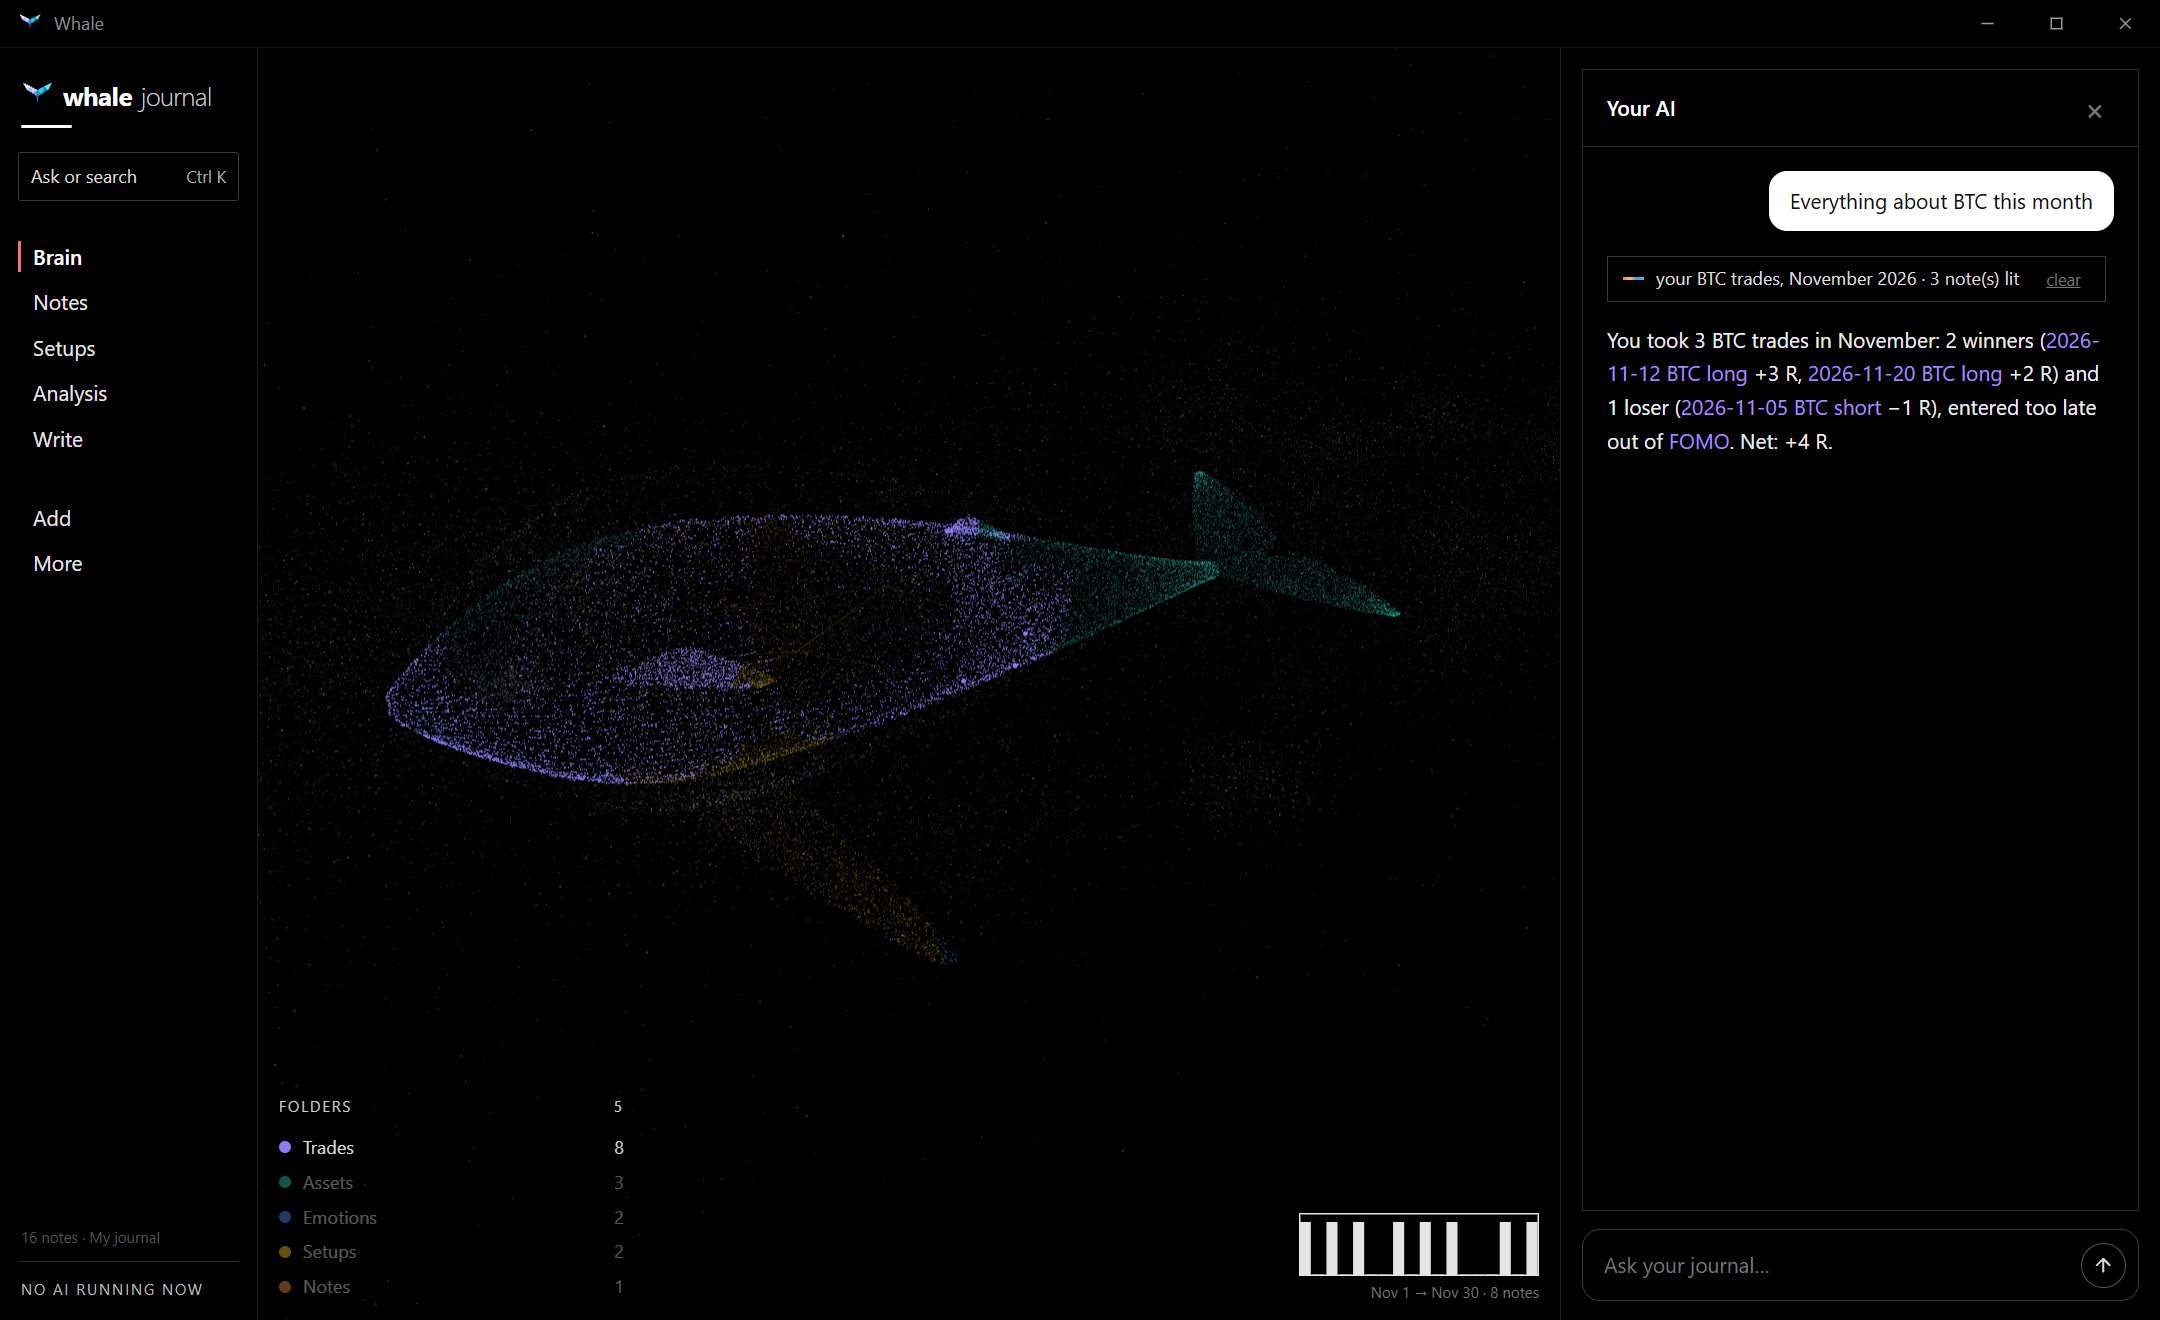 Whale
whale journal
Ask or search Ctrl K
Brain
Notes
Setups
Analysis
Write
Add
More
16 notes · My journal
NO AI RUNNING NOW
FOLDERS 5
Trades 8
Assets 3
Emotions 2
Setups 2
Notes 1
Nov 1 → Nov 30 · 8 notes
Your AI
Everything about BTC this month
your BTC trades, November 2026 · 3 note(s) lit clear
You took 3 BTC trades in November: 2 winners (2026-
11-12 BTC long +3 R, 2026-11-20 BTC long +2 R) and
1 loser (2026-11-05 BTC short −1 R), entered too late
out of FOMO. Net: +4 R.
Ask your journal...